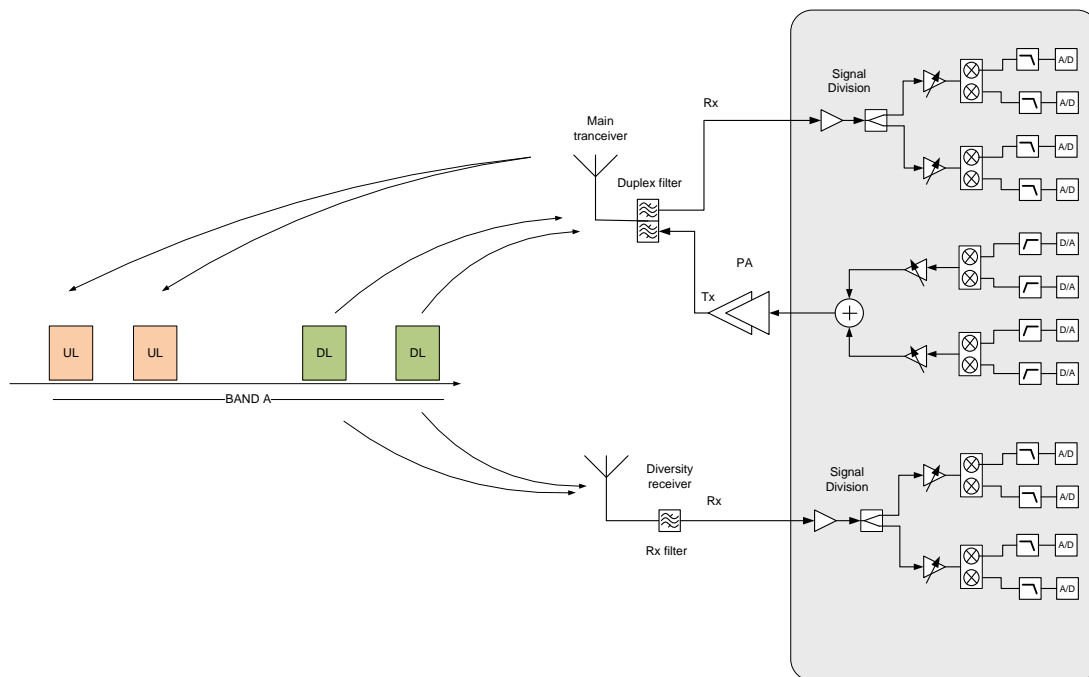 Signal
Division
A/D
A/D
Rx
Main
tranceiver
A/D
Duplex filter
A/D
D/A
PA
D/A
Tx
UL
UL
DL
DL
D/A
D/A
BAND A
A/D
Diversity
receiver
Signal
Division
Rx
A/D
Rx filter
A/D
A/D